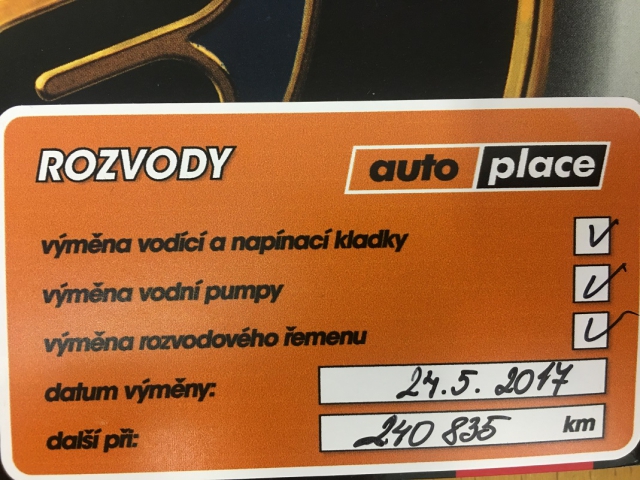 ROZVODY
auto place
výměna vodící a napínací kladky
výměna vodní pumpy
výměna rozvodového řemenu
datum výměny: 24.5.2017
další při: 240 835 km